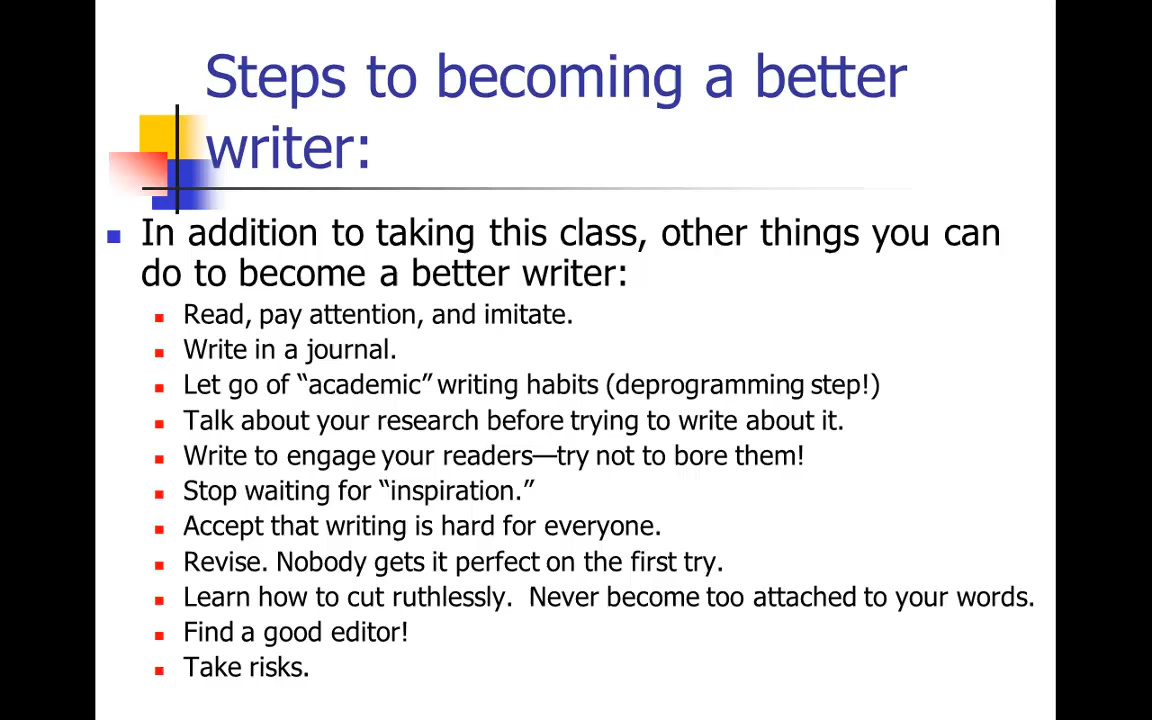 Steps to becoming a better
writer:
In addition to taking this class, other things you can
do to become a better writer:
Read, pay attention, and imitate.
Write in a journal.
Let go of “academic” writing habits (deprogramming step!)
Talk about your research before trying to write about it.
Write to engage your readers—try not to bore them!
Stop waiting for “inspiration.”
Accept that writing is hard for everyone.
Revise. Nobody gets it perfect on the first try.
Learn how to cut ruthlessly.  Never become too attached to your words.
Find a good editor!
Take risks.